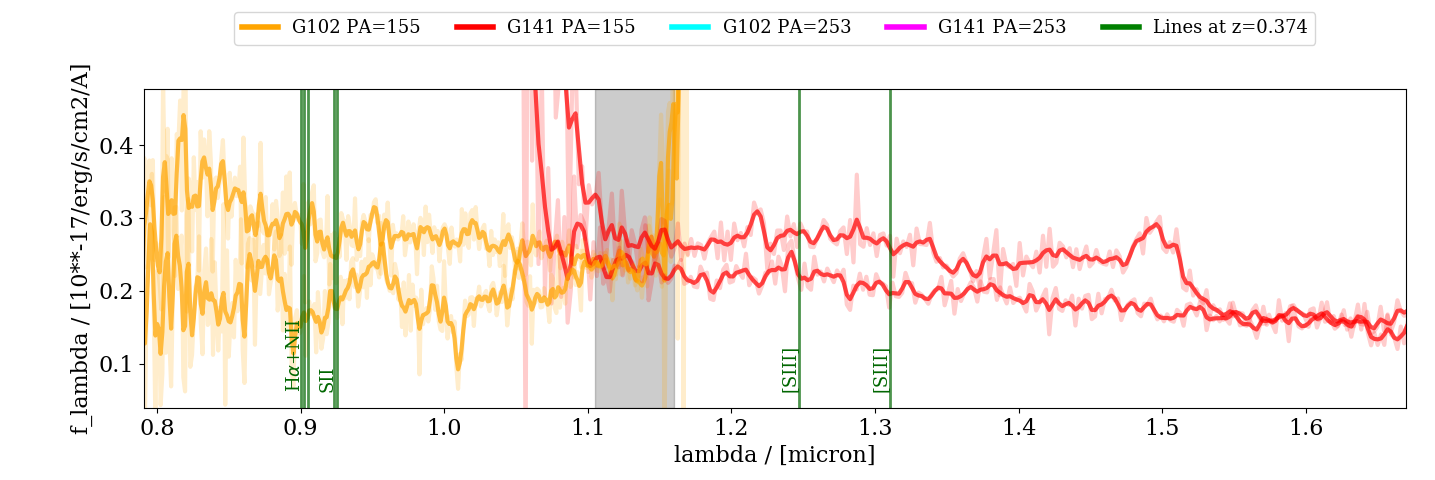 G102 PA=155
G141 PA=155
G102 PA=253
G141 PA=253
Lines at z=0.374
f_lambda / [10**-17/erg/s/cm2/A]
0.4
0.3
0.2
0.1
Hα+NII
SII
[SIII]
[SIII]
0.8
0.9
1.0
1.1
1.2
1.3
1.4
1.5
1.6
lambda / [micron]